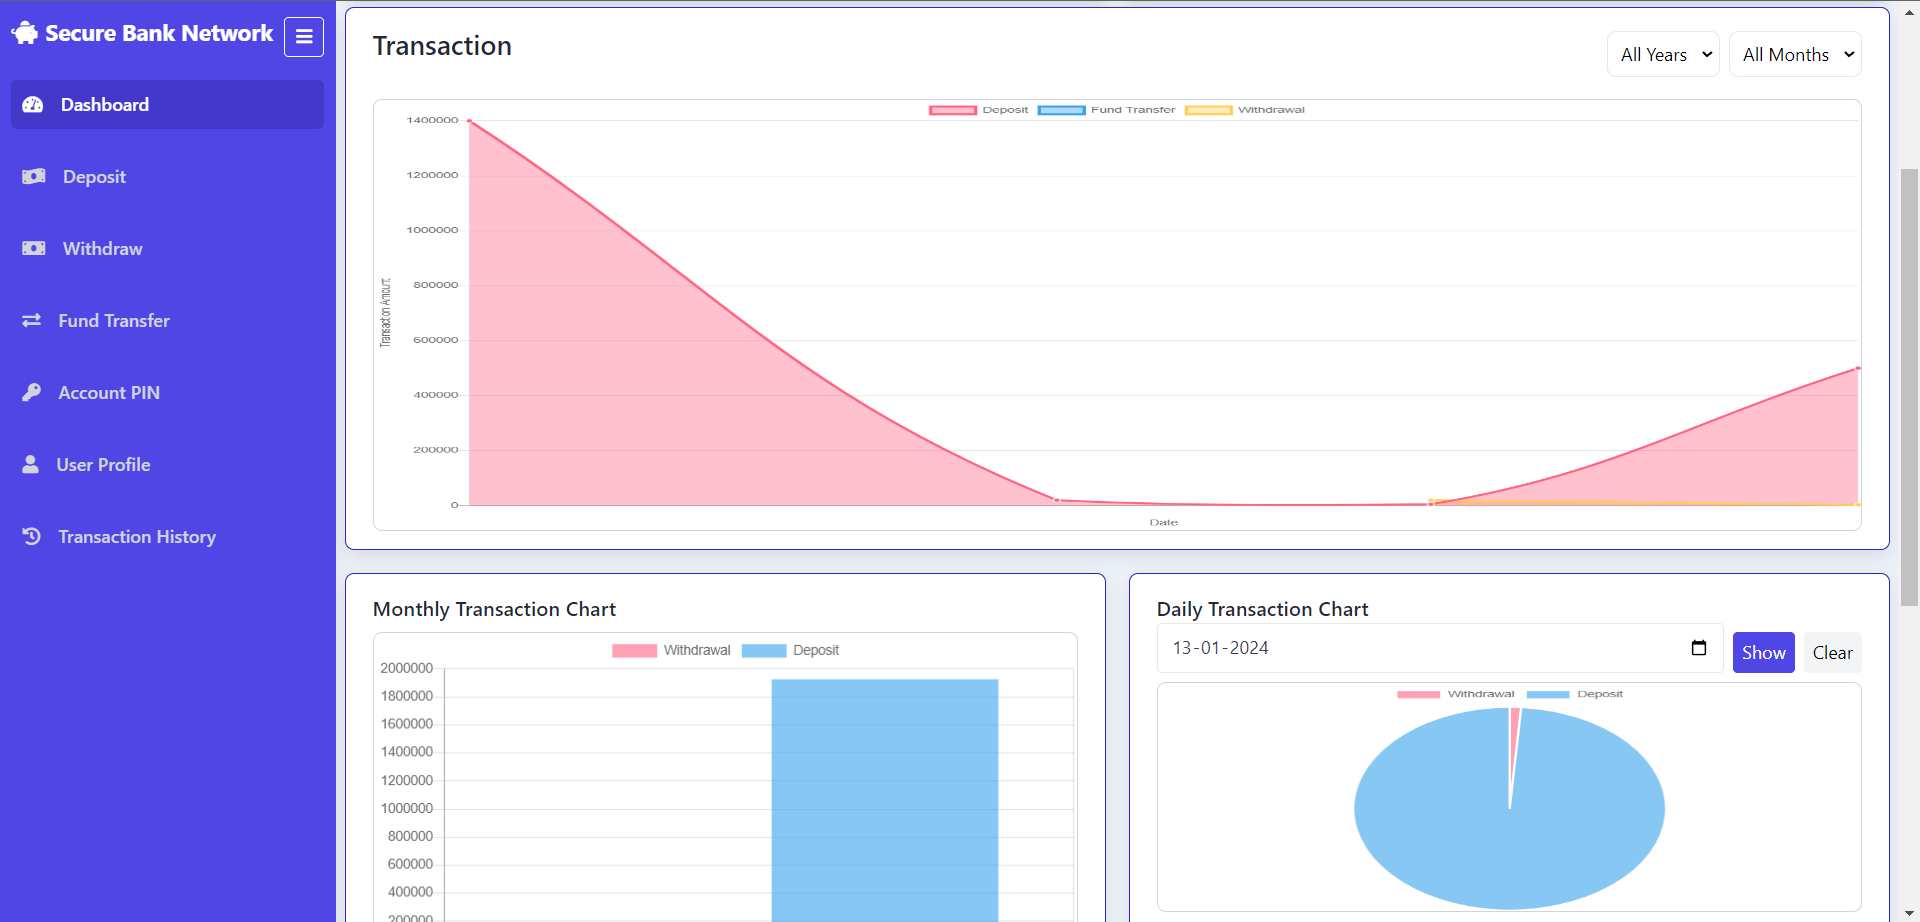 Secure Bank Network
Dashboard
Deposit
Withdraw
Fund Transfer
Account PIN
User Profile
Transaction History
Transaction
All Years
All Months
Deposit
Fund Transfer
Withdrawal
1400000
1200000
1000000
800000
600000
400000
200000
0
Transaction Amount
Date
Monthly Transaction Chart
Withdrawal
Deposit
2000000
1800000
1600000
1400000
1200000
1000000
800000
600000
400000
200000
Daily Transaction Chart
13-01-2024
Show
Clear
Withdrawal
Deposit